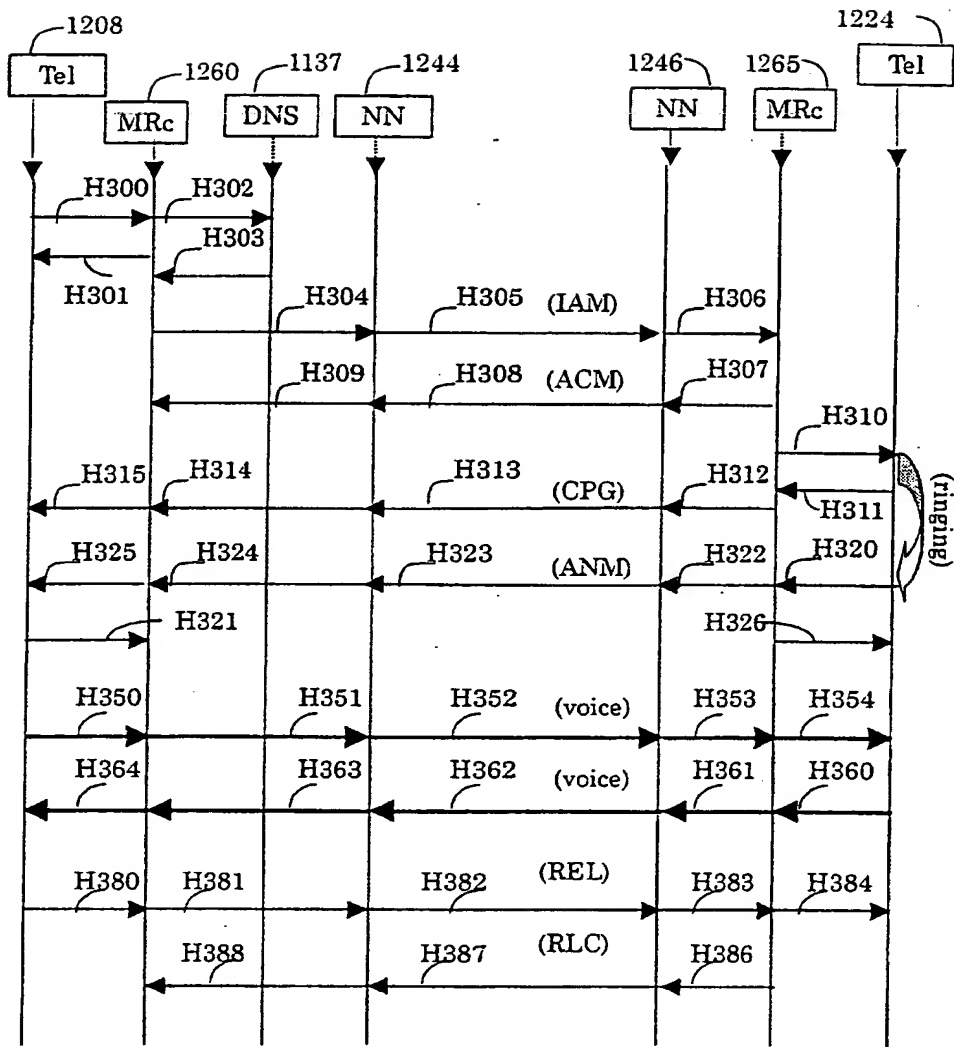 1208 1260 1137 1244 1246 1265 1224
Tel MRc DNS NN NN MRc Tel
H300 H302
H303
H301
H304 H305 (IAM) H306
H309 H308 (ACM) H307
H310
H315 H314 H313 (CPG) H312 H311
(ringing)
H325 H324 H323 (ANM) H322 H320
H321 H326
H350 H351 H352 (voice) H353 H354
H364 H363 H362 (voice) H361 H360
H380 H381 H382 (REL) H383 H384
H388 H387 (RLC) H386